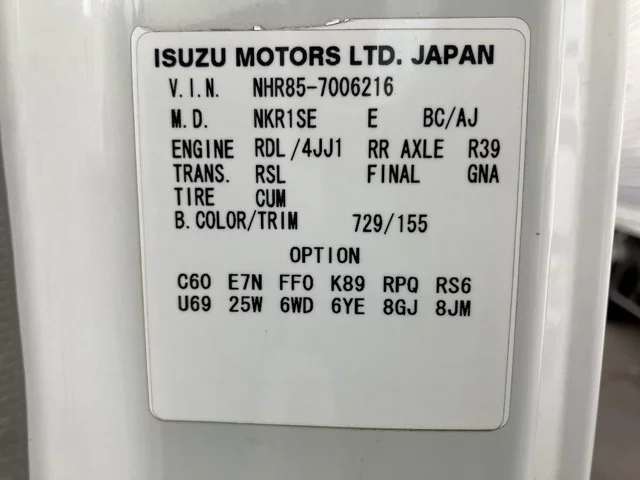 ISUZU MOTORS LTD. JAPAN
V.I.N. NHR85-7006216
M.D. NKR1SE E BC/AJ
ENGINE RDL/4JJ1 RR AXLE R39
TRANS. RSL FINAL GNA
TIRE CUM
B.COLOR/TRIM 729/155
OPTION
C60 E7N FF0 K89 RPQ RS6
U69 25W 6WD 6YE 8GJ 8JM